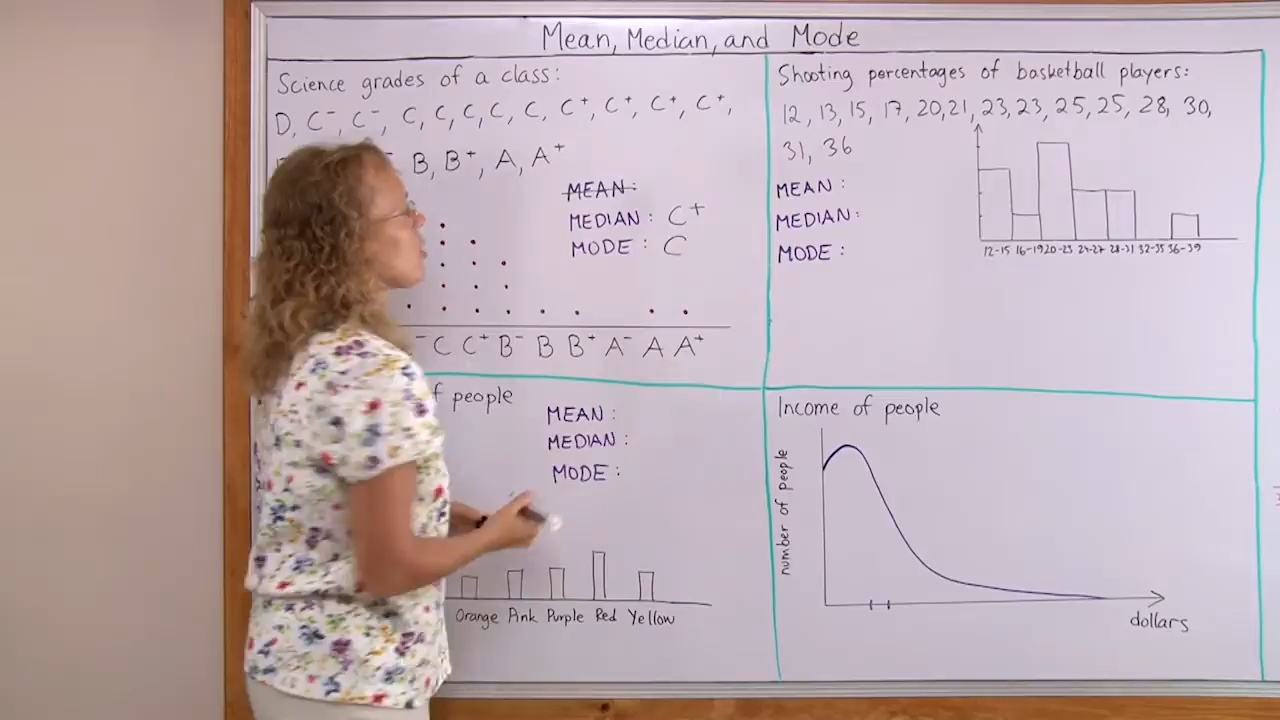 Mean, Median, and Mode
Science grades of a class:
D, C⁻, C⁻, C, C, C, C, C, C⁺, C⁺, C⁺, C⁺,
B, B⁺, A, A⁺
MEAN:
MEDIAN: C⁺
MODE: C
⁻ C C⁺ B⁻ B B⁺ A⁻ A A⁺
Shooting percentages of basketball players:
12, 13, 15, 17, 20, 21, 23, 23, 25, 25, 28, 30,
31, 36
MEAN:
MEDIAN:
MODE:
12-15 16-19 20-23 24-27 28-31 32-35 36-39
of people
MEAN:
MEDIAN:
MODE:
Orange Pink Purple Red Yellow
Income of people
number of people
dollars